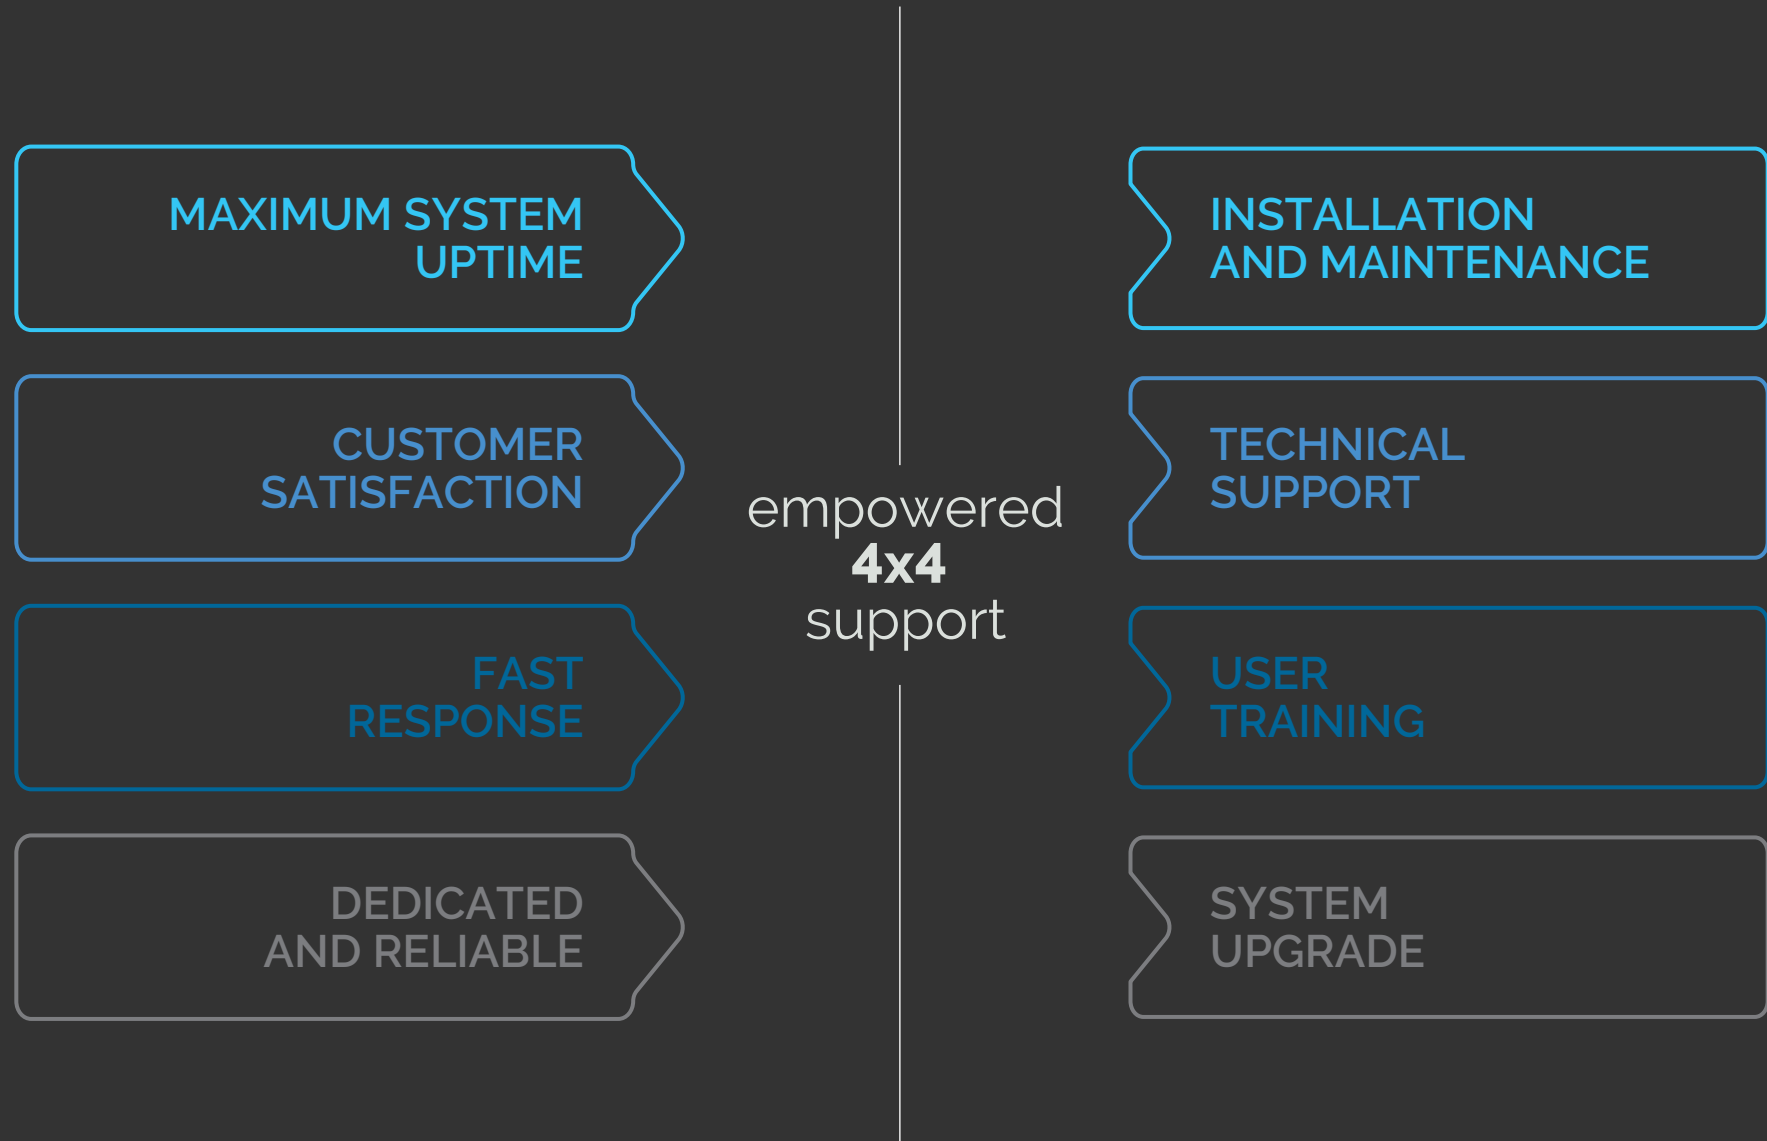 MAXIMUM SYSTEM
UPTIME
CUSTOMER
SATISFACTION
FAST
RESPONSE
DEDICATED
AND RELIABLE
empowered
4x4
support
INSTALLATION
AND MAINTENANCE
TECHNICAL
SUPPORT
USER
TRAINING
SYSTEM
UPGRADE